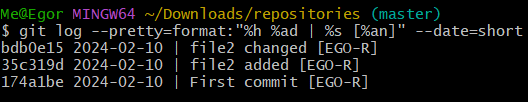 Me@Egor MINGW64 ~/Downloads/repositories (master)
$ git log --pretty=format:"%h %ad | %s [%an]" --date=short
bdb0e15 2024-02-10 | file2 changed [EGO-R]
35c319d 2024-02-10 | file2 added [EGO-R]
174a1be 2024-02-10 | First commit [EGO-R]